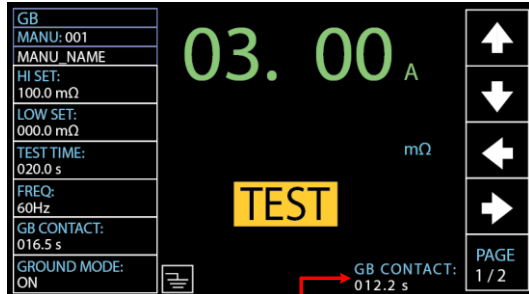 GB
MANU: 001
MANU_NAME
HI SET:
100.0 mΩ
LOW SET:
000.0 mΩ
TEST TIME:
020.0 s
FREQ:
60Hz
GB CONTACT:
016.5 s
GROUND MODE:
ON
03. 00 A
mΩ
TEST
GB CONTACT:
012.2 s
PAGE
1 / 2